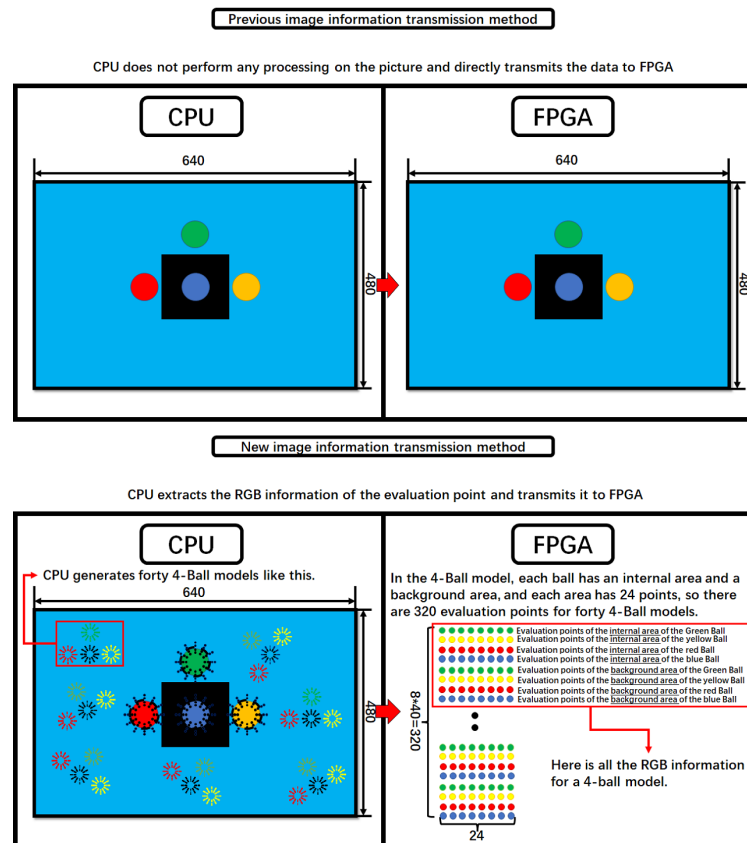 Previous image information transmission method
CPU does not perform any processing on the picture and directly transmits the data to FPGA
CPU
FPGA
640
640
480
480
New image information transmission method
CPU extracts the RGB information of the evaluation point and transmits it to FPGA
CPU
FPGA
CPU generates forty 4-Ball models like this.
640
480
In the 4-Ball model, each ball has an internal area and a
background area, and each area has 24 points, so there
are 320 evaluation points for forty 4-Ball models.
Evaluation points of the internal area of the Green Ball
Evaluation points of the internal area of the yellow Ball
Evaluation points of the internal area of the red Ball
Evaluation points of the internal area of the blue Ball
Evaluation points of the background area of the Green Ball
Evaluation points of the background area of the yellow Ball
Evaluation points of the background area of the red Ball
Evaluation points of the background area of the blue Ball
8*40=320
Here is all the RGB information
for a 4-ball model.
24